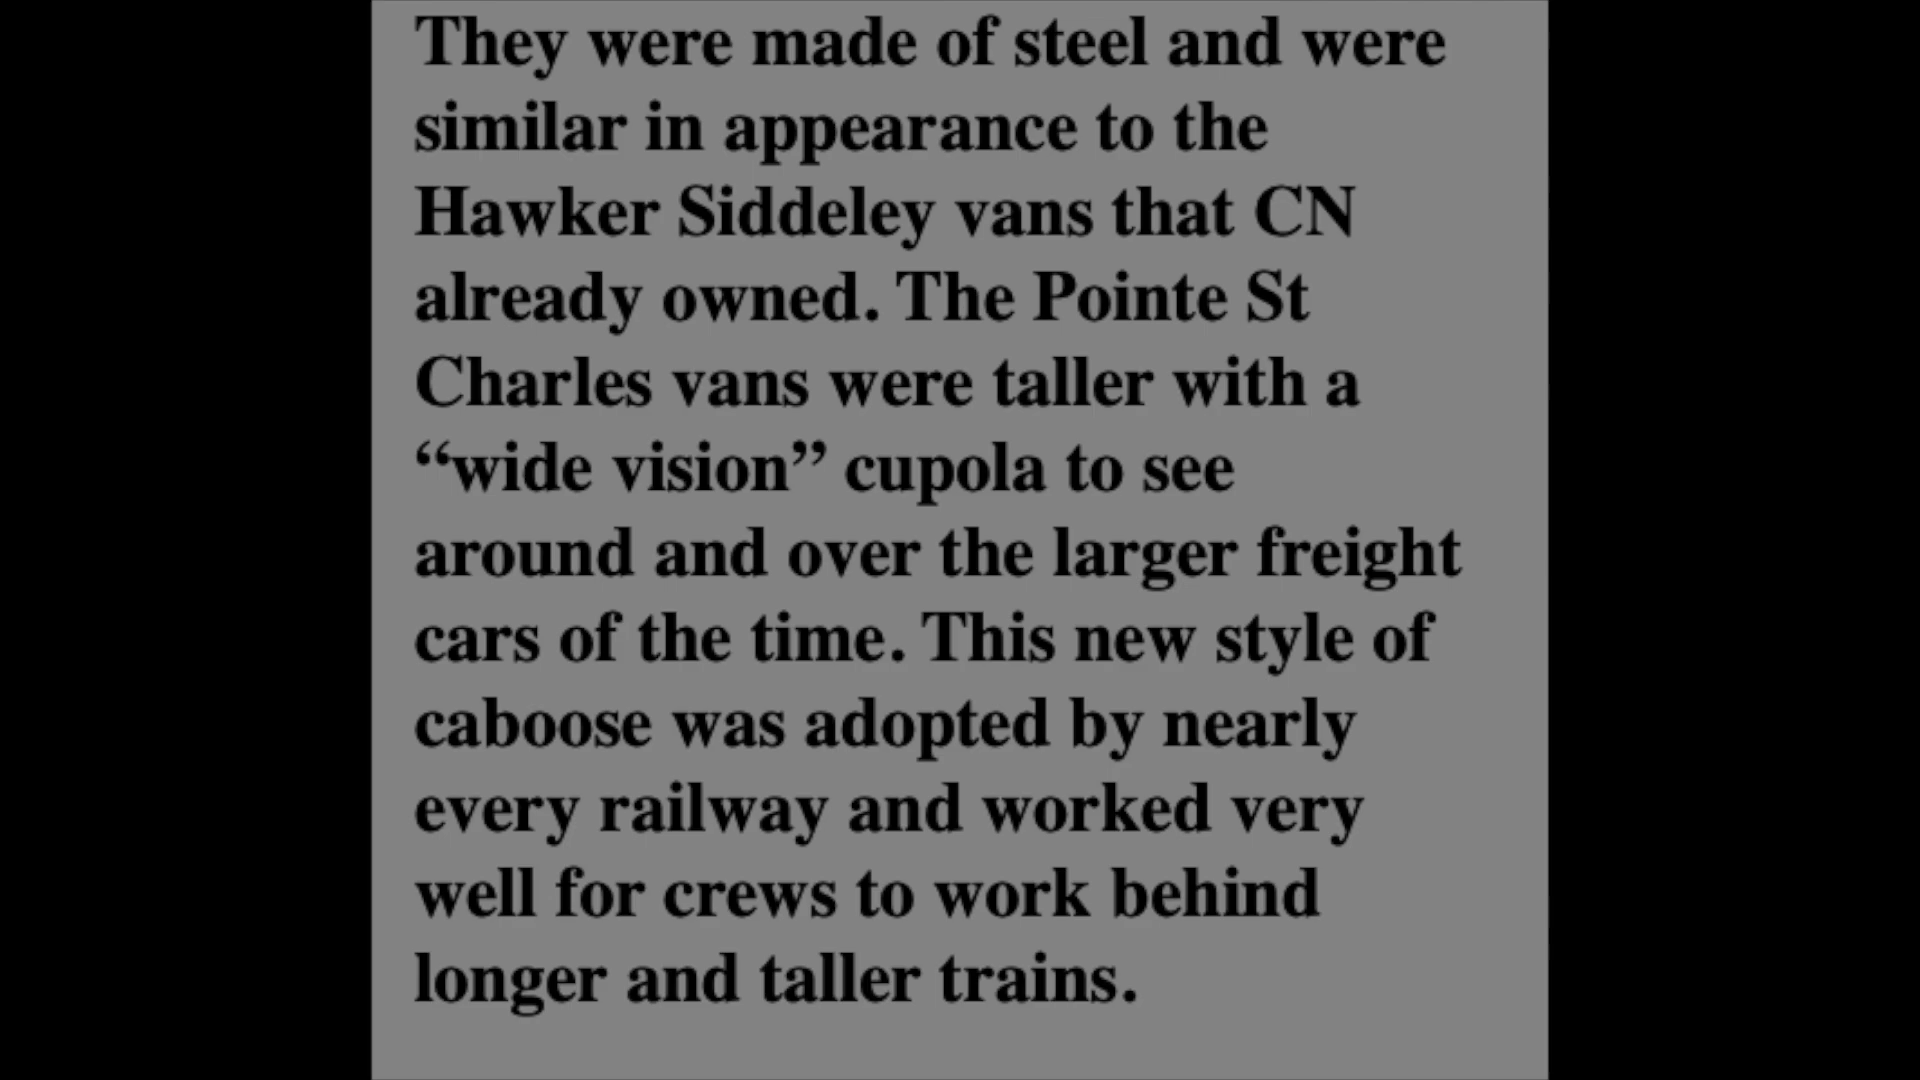 They were made of steel and were
similar in appearance to the
Hawker Siddeley vans that CN
already owned. The Pointe St
Charles vans were taller with a
“wide vision” cupola to see
around and over the larger freight
cars of the time. This new style of
caboose was adopted by nearly
every railway and worked very
well for crews to work behind
longer and taller trains.